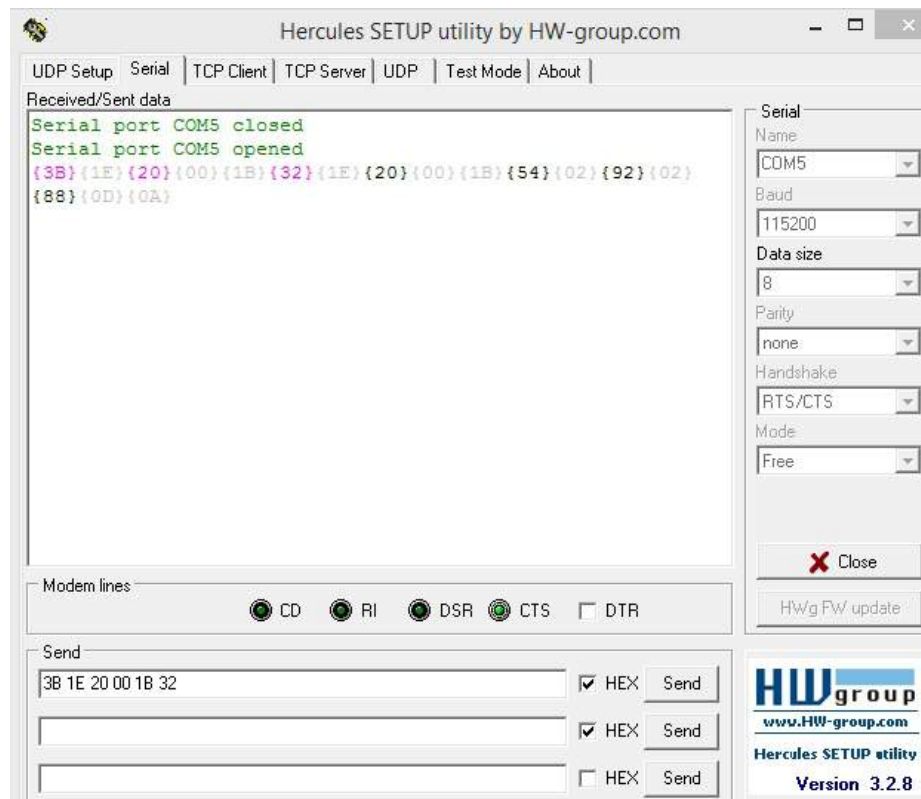 Hercules SETUP utility by HW-group.com
UDP Setup Serial TCP Client TCP Server UDP Test Mode About
Received/Sent data
Serial port COM5 closed
Serial port COM5 opened
{3B}{1E}{20}{00}{1B}{32}{1E}{20}{00}{1B}{54}{02}{92}{02}
{88}{0D}{0A}
Serial
Name
COM5
Baud
115200
Data size
8
Parity
none
Handshake
RTS/CTS
Mode
Free
Close
HWg FW update
Modem lines
CD RI DSR CTS DTR
Send
3B 1E 20 00 1B 32 HEX Send
HEX Send
HEX Send
HW group
www.HW-group.com
Hercules SETUP utility
Version 3.2.8